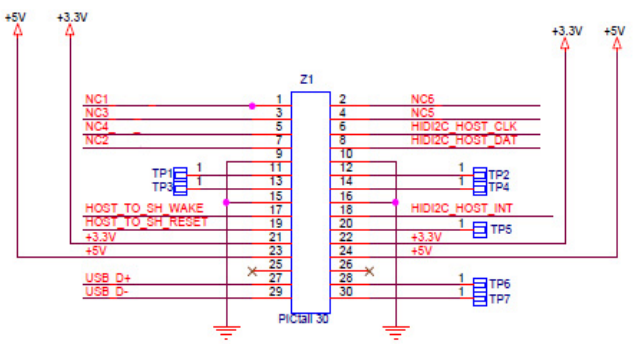 +5V +3.3V +3.3V +5V
Z1
NC1 1 2 NC6
NC3 3 4 NC5
NC4_ _ 5 6 HIDI2C_HOST_CLK
NC2 7 8 HIDI2C_HOST_DAT
9 10
TP1 1 11 12 1 TP2
TP3 1 13 14 1 TP4
15 16
HOST_TO_SH_WAKE 17 18 HIDI2C_HOST_INT
HOST_TO_SH_RESET 19 20 1 TP5
+3.3V 21 22 +3.3V
+5V 23 24 +5V
25 26
USB D+ 27 28 1 TP6
USB D- 29 30 1 TP7
PICtail 30